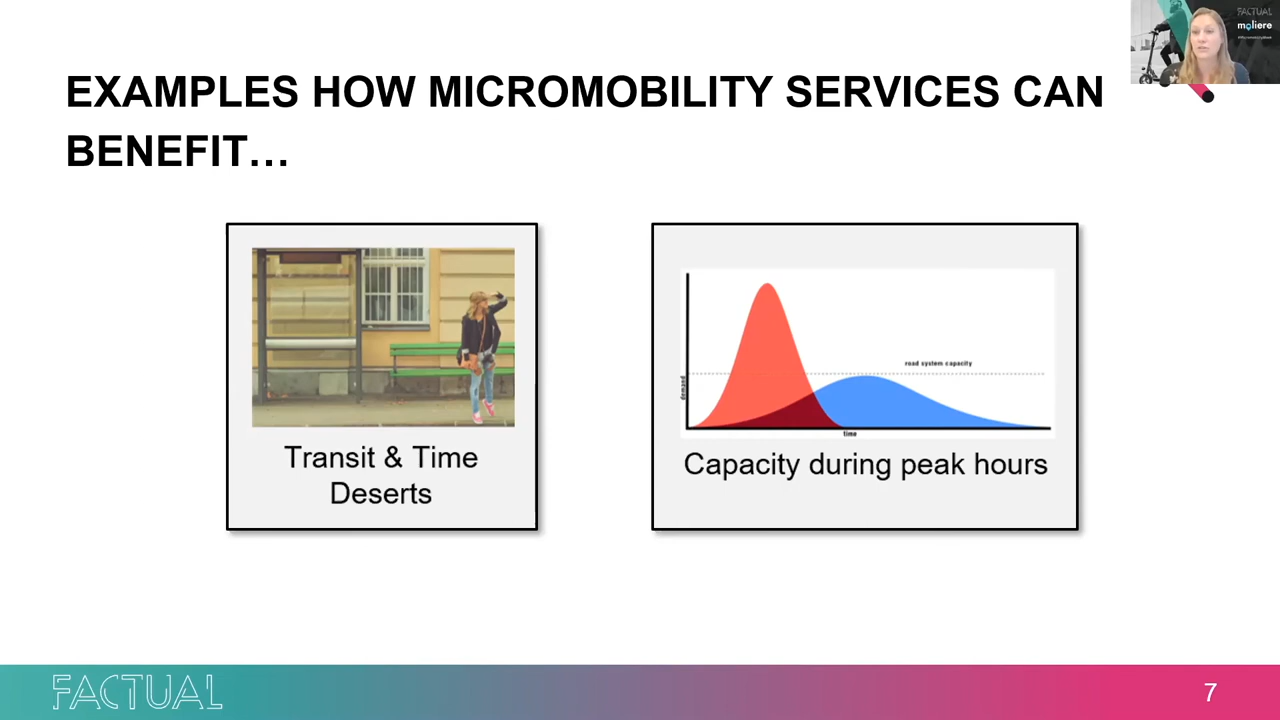 FACTUAL
moliere
EXAMPLES HOW MICROMOBILITY SERVICES CAN
BENEFIT…
road system capacity
demand
time
Transit & Time
Deserts
Capacity during peak hours
FACTUAL
7